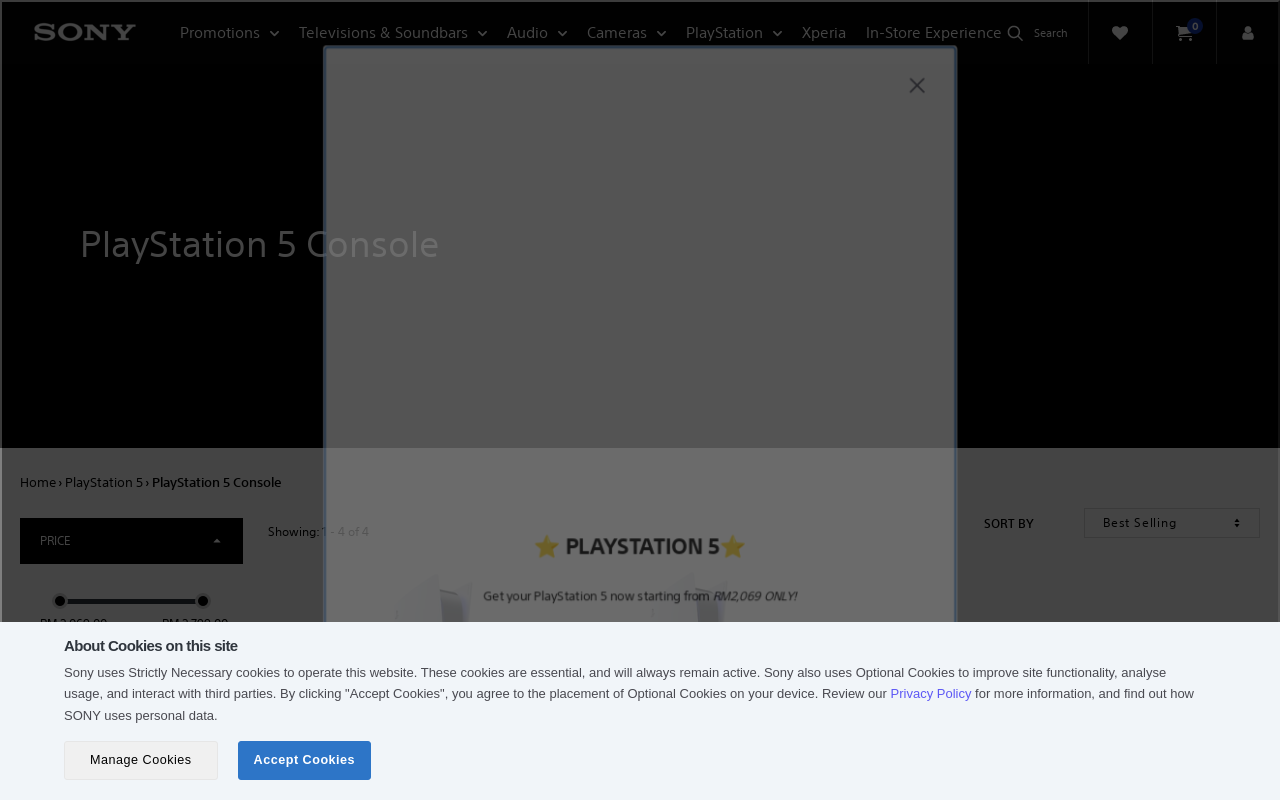 SONY Promotions Televisions & Soundbars Audio Cameras PlayStation Xperia In-Store Experience Search 0
PlayStation 5 Console
Home › PlayStation 5 › PlayStation 5 Console
PRICE
Showing: 1 - 4 of 4
SORT BY
Best Selling
⭐ PLAYSTATION 5⭐
Get your PlayStation 5 now starting from RM2,069 ONLY!
About Cookies on this site
Sony uses Strictly Necessary cookies to operate this website. These cookies are essential, and will always remain active. Sony also uses Optional Cookies to improve site functionality, analyse
usage, and interact with third parties. By clicking "Accept Cookies", you agree to the placement of Optional Cookies on your device. Review our Privacy Policy for more information, and find out how
SONY uses personal data.
Manage Cookies
Accept Cookies